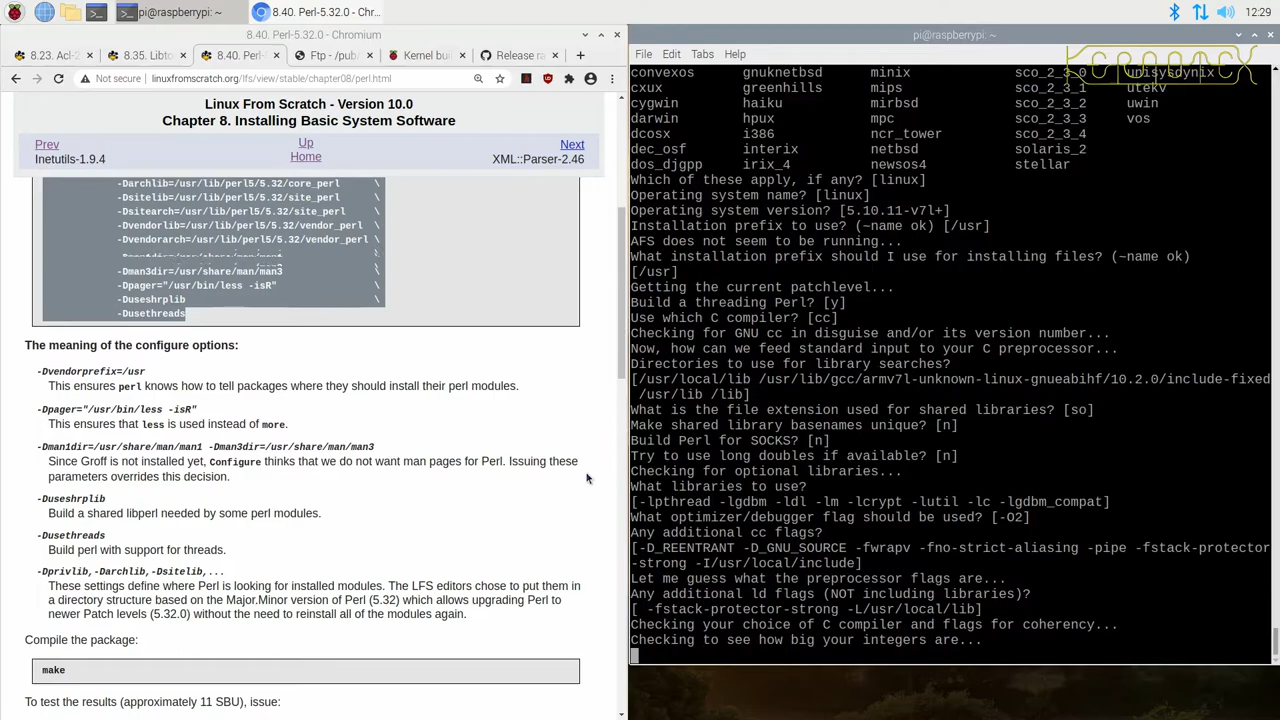 pi@raspberrypi: ~
8.40. Perl-5.32.0 - Chr...
12:29
8.40. Perl-5.32.0 - Chromium
pi@raspberrypi: ~
8.23. Acl-2
8.35. Libto
8.40. Perl-
Ftp - /pub/
Kernel buil
Release ra
File Edit Tabs Help
Not secure | linuxfromscratch.org/lfs/view/stable/chapter08/perl.html
Linux From Scratch - Version 10.0
Chapter 8. Installing Basic System Software
Prev
Up
Next
Inetutils-1.9.4
Home
XML::Parser-2.46
-Darchlib=/usr/lib/perl5/5.32/core_perl \
-Dsitelib=/usr/lib/perl5/5.32/site_perl \
-Dsitearch=/usr/lib/perl5/5.32/site_perl \
-Dvendorlib=/usr/lib/perl5/5.32/vendor_perl \
-Dvendorarch=/usr/lib/perl5/5.32/vendor_perl \
-Dman3dir=/usr/share/man/man3 \
-Dpager="/usr/bin/less -isR" \
-Duseshrplib \
-Dusethreads
The meaning of the configure options:
-Dvendorprefix=/usr
This ensures perl knows how to tell packages where they should install their perl modules.
-Dpager="/usr/bin/less -isR"
This ensures that less is used instead of more.
-Dman1dir=/usr/share/man/man1 -Dman3dir=/usr/share/man/man3
Since Groff is not installed yet, Configure thinks that we do not want man pages for Perl. Issuing these
parameters overrides this decision.
-Duseshrplib
Build a shared libperl needed by some perl modules.
-Dusethreads
Build perl with support for threads.
-Dprivlib,-Darchlib,-Dsitelib,...
These settings define where Perl is looking for installed modules. The LFS editors chose to put them in
a directory structure based on the Major.Minor version of Perl (5.32) which allows upgrading Perl to
newer Patch levels (5.32.0) without the need to reinstall all of the modules again.
Compile the package:
make
To test the results (approximately 11 SBU), issue:
convexos gnuknetbsd minix sco_2_3_0 unisysdynix
cxux greenhills mips sco_2_3_1 utekv
cygwin haiku mirbsd sco_2_3_2 uwin
darwin hpux mpc sco_2_3_3 vos
dcosx i386 ncr_tower sco_2_3_4
dec_osf interix netbsd solaris_2
dos_djgpp irix_4 newsos4 stellar
Which of these apply, if any? [linux]
Operating system name? [linux]
Operating system version? [5.10.11-v7l+]
Installation prefix to use? (~name ok) [/usr]
AFS does not seem to be running...
What installation prefix should I use for installing files? (~name ok)
[/usr]
Getting the current patchlevel...
Build a threading Perl? [y]
Use which C compiler? [cc]
Checking for GNU cc in disguise and/or its version number...
Now, how can we feed standard input to your C preprocessor...
Directories to use for library searches?
[/usr/local/lib /usr/lib/gcc/armv7l-unknown-linux-gnueabihf/10.2.0/include-fixed
/usr/lib /lib]
What is the file extension used for shared libraries? [so]
Make shared library basenames unique? [n]
Build Perl for SOCKS? [n]
Try to use long doubles if available? [n]
Checking for optional libraries...
What libraries to use?
[-lpthread -lgdbm -ldl -lm -lcrypt -lutil -lc -lgdbm_compat]
What optimizer/debugger flag should be used? [-O2]
Any additional cc flags?
[-D_REENTRANT -D_GNU_SOURCE -fwrapv -fno-strict-aliasing -pipe -fstack-protector
-strong -I/usr/local/include]
Let me guess what the preprocessor flags are...
Any additional ld flags (NOT including libraries)?
[ -fstack-protector-strong -L/usr/local/lib]
Checking your choice of C compiler and flags for coherency...
Checking to see how big your integers are...